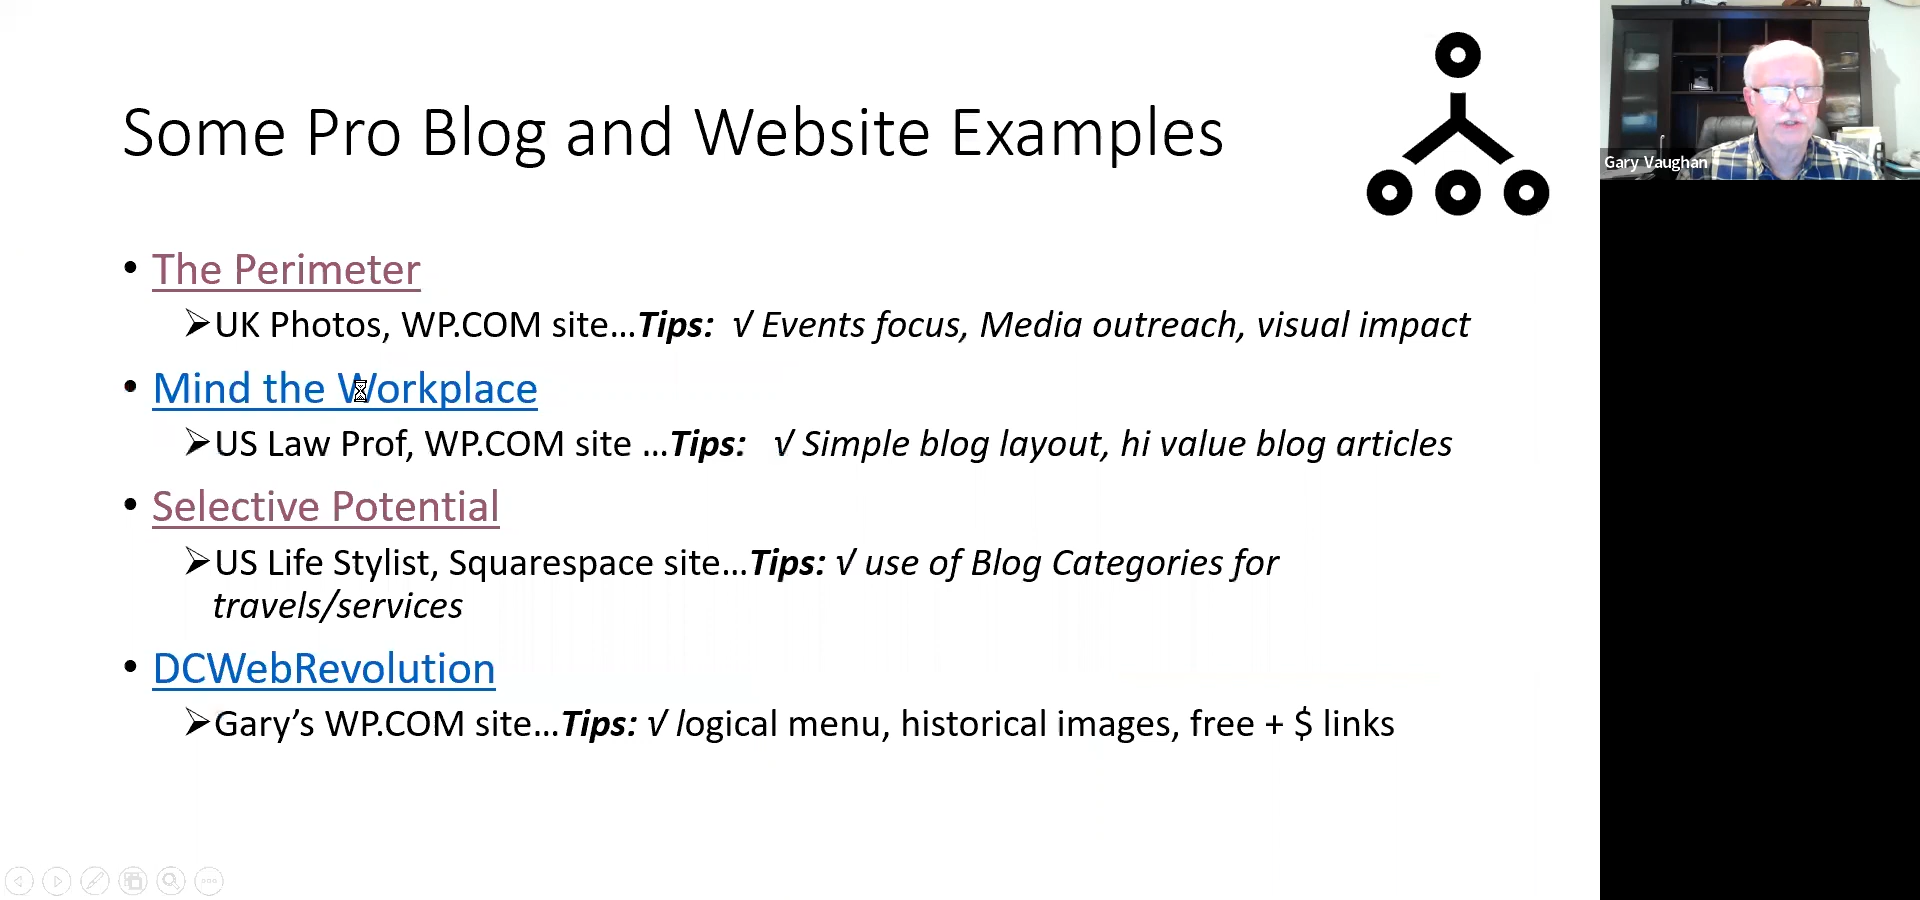 Some Pro Blog and Website Examples
Gary Vaughan
• The Perimeter
➢UK Photos, WP.COM site...Tips: √ Events focus, Media outreach, visual impact
• Mind the Workplace
➢US Law Prof, WP.COM site ...Tips: √ Simple blog layout, hi value blog articles
• Selective Potential
➢US Life Stylist, Squarespace site...Tips: √ use of Blog Categories for
travels/services
• DCWebRevolution
➢Gary’s WP.COM site...Tips: √ logical menu, historical images, free + $ links